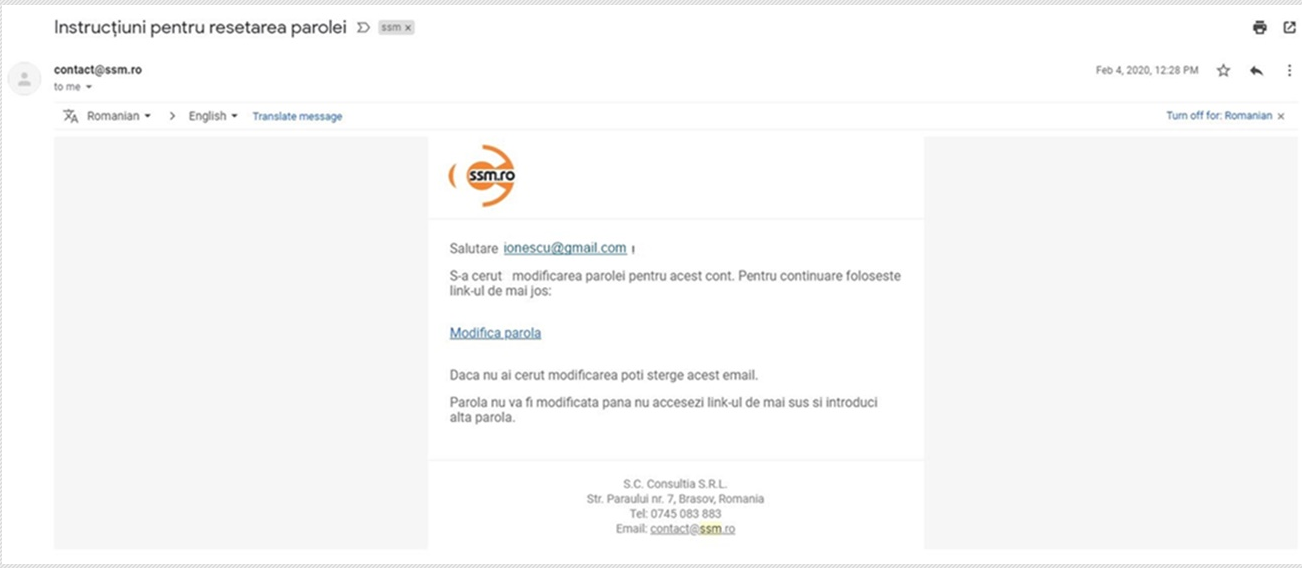 Instrucțiuni pentru resetarea parolei ssm x
contact@ssm.ro Feb 4, 2020, 12:28 PM
to me
Romanian > English Translate message Turn off for: Romanian x
ssm.ro
Salutare ionescu@gmail.com !
S-a cerut modificarea parolei pentru acest cont. Pentru continuare foloseste
link-ul de mai jos:
Modifica parola
Daca nu ai cerut modificarea poti sterge acest email.
Parola nu va fi modificata pana nu accesezi link-ul de mai sus si introduci
alta parola.
S.C. Consultia S.R.L.
Str. Paraului nr. 7, Brasov, Romania
Tel: 0745 083 883
Email: contact@ssm.ro